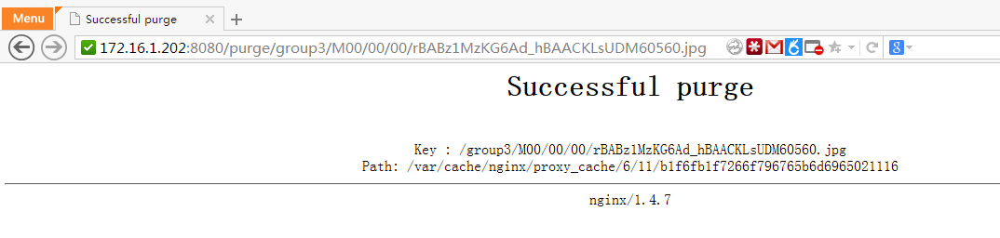 Menu
Successful purge
172.16.1.202:8080/purge/group3/M00/00/00/rBABz1MzKG6Ad_hBAACKLsUDM60560.jpg
Successful purge
Key : /group3/M00/00/00/rBABz1MzKG6Ad_hBAACKLsUDM60560.jpg
Path: /var/cache/nginx/proxy_cache/6/11/b1f6fb1f7266f796765b6d6965021116
nginx/1.4.7